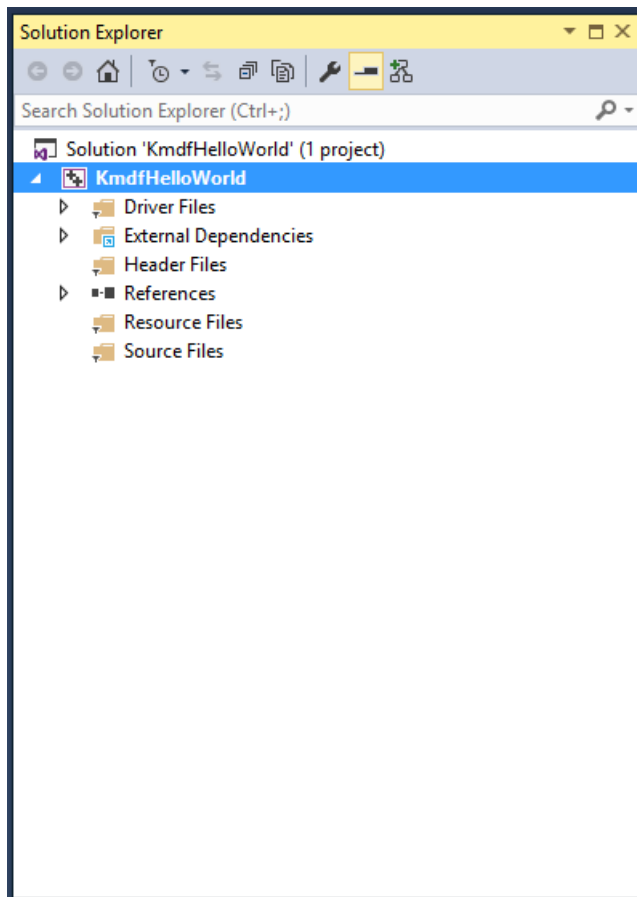 Solution Explorer
Search Solution Explorer (Ctrl+;)
Solution 'KmdfHelloWorld' (1 project)
KmdfHelloWorld
Driver Files
External Dependencies
Header Files
References
Resource Files
Source Files